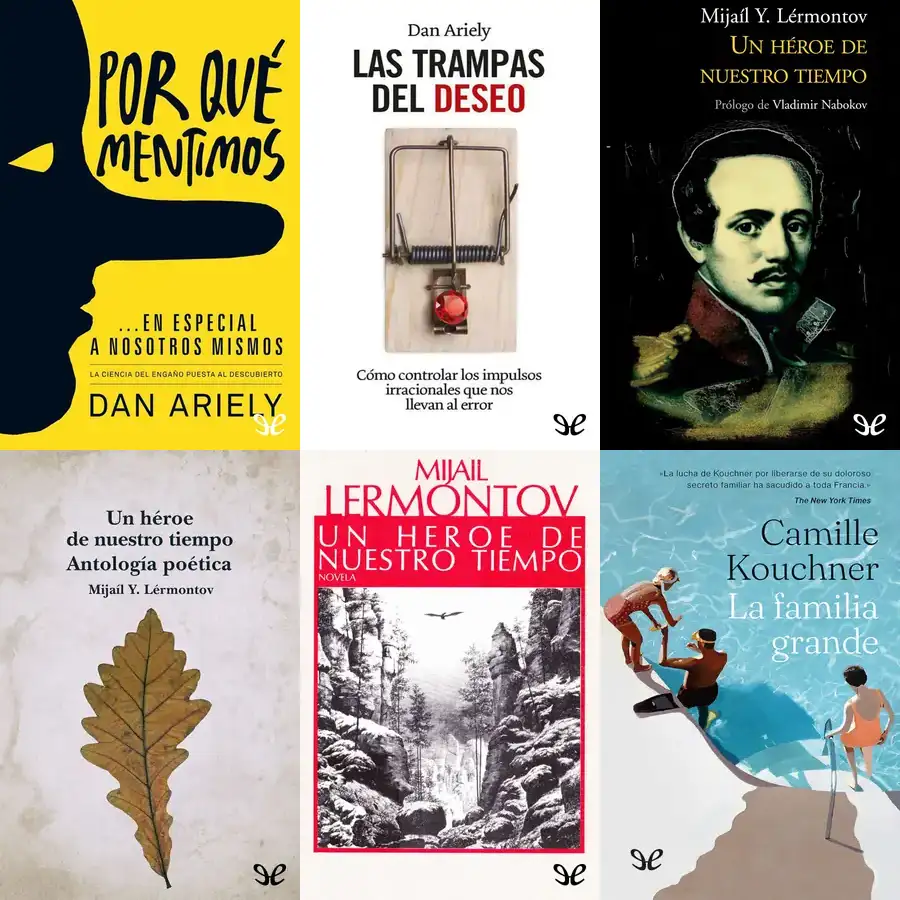 POR QUÉ
MENTIMOS
...EN ESPECIAL
A NOSOTROS MISMOS
LA CIENCIA DEL ENGAÑO PUESTA AL DESCUBIERTO
DAN ARIELY
Dan Ariely
LAS TRAMPAS
DEL DESEO
Cómo controlar los impulsos
irracionales que nos
llevan al error
Mijaíl Y. Lérmontov
UN HÉROE DE
NUESTRO TIEMPO
Prólogo de Vladimir Nabokov
Un héroe
de nuestro tiempo
Antología poética
Mijaíl Y. Lérmontov
MIJAIL
LERMONTOV
UN HEROE DE
NUESTRO TIEMPO
NOVELA
«La lucha de Kouchner por liberarse de su doloroso
secreto familiar ha sacudido a toda Francia.»
The New York Times
Camille
Kouchner
La familia
grande